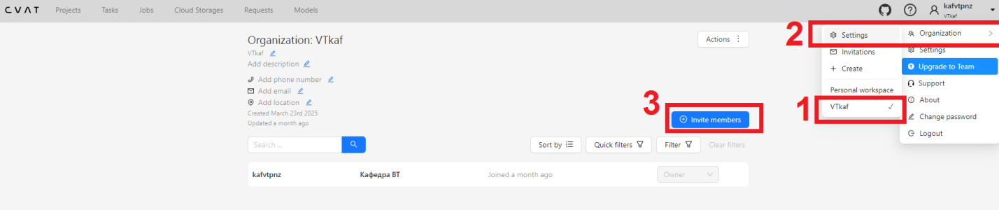 CVAT Projects Tasks Jobs Cloud Storages Requests Models kafvtpnz
VTkaf
Organization: VTkaf
Actions
VTkaf
Add description
Add phone number
Add email
Add location
Created March 23rd 2025
Updated a month ago
3
Invite members
Search ...
Sort by Quick filters Filter Clear filters
kafvtpnz Кафедра ВТ Joined a month ago Owner
2
Settings
Invitations
+ Create
Personal workspace
1
VTkaf
Organization
Settings
Upgrade to Team
Support
About
Change password
Logout